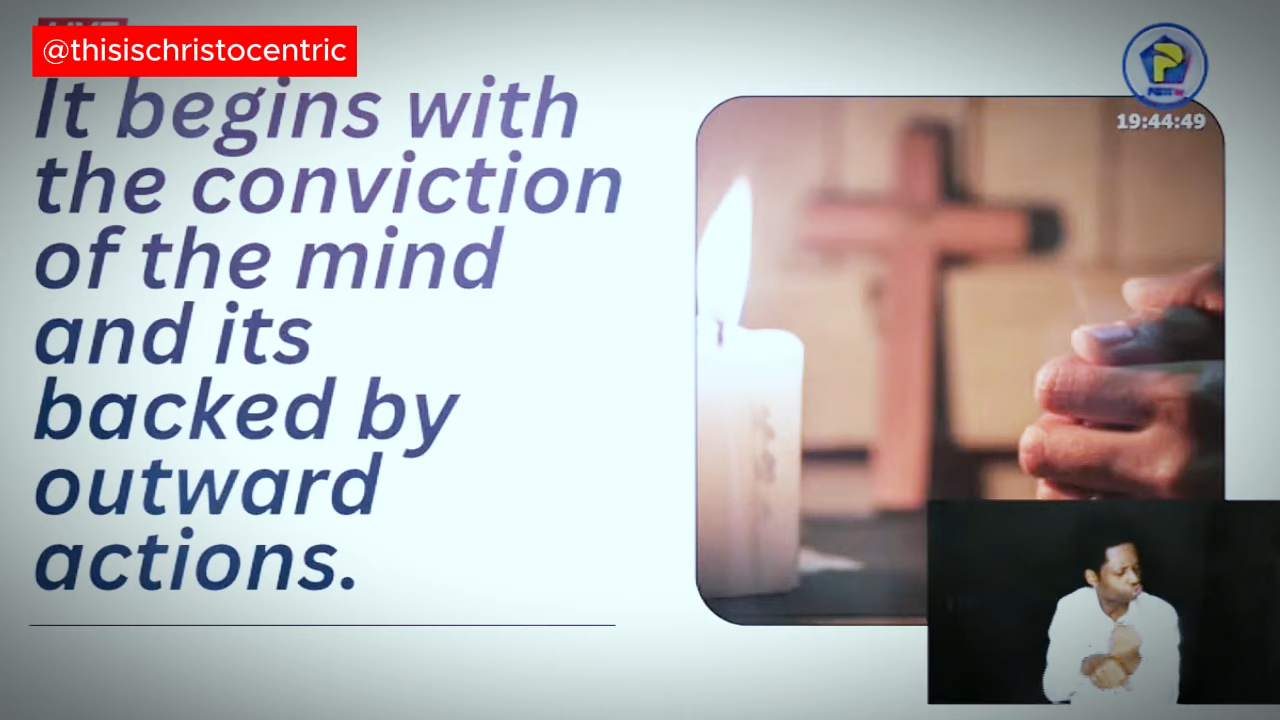 @thisischristocentric
It begins with
the conviction
of the mind
and its
backed by
outward
actions.
19:44:49